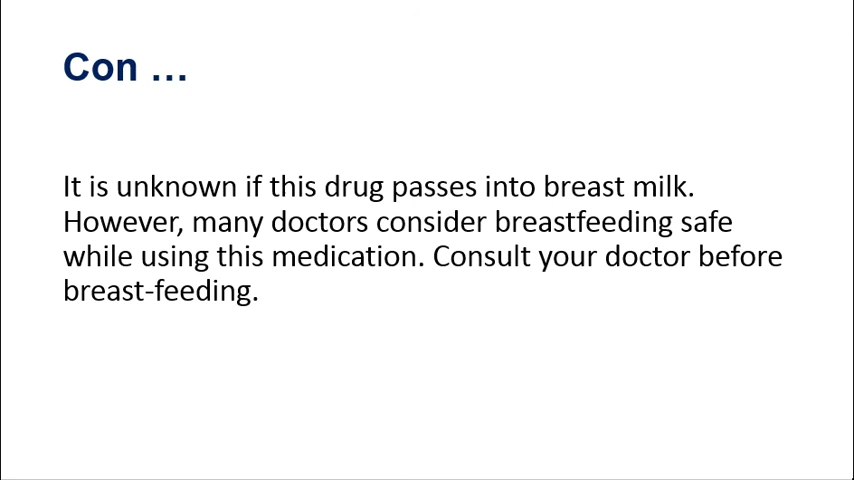 Con …
It is unknown if this drug passes into breast milk.
However, many doctors consider breastfeeding safe
while using this medication. Consult your doctor before
breast-feeding.